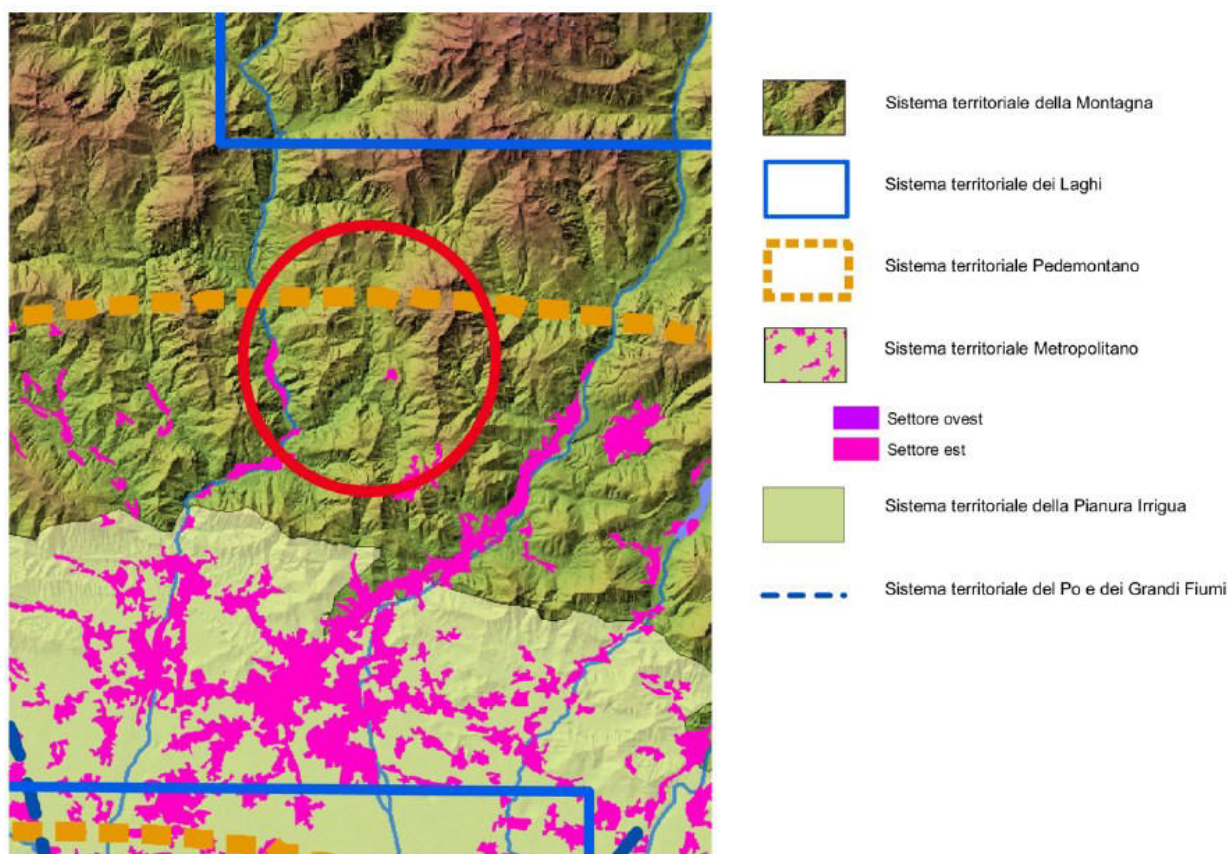 Sistema territoriale della Montagna
Sistema territoriale dei Laghi
Sistema territoriale Pedemontano
Sistema territoriale Metropolitano
Settore ovest
Settore est
Sistema territoriale della Pianura Irrigua
Sistema territoriale del Po e dei Grandi Fiumi